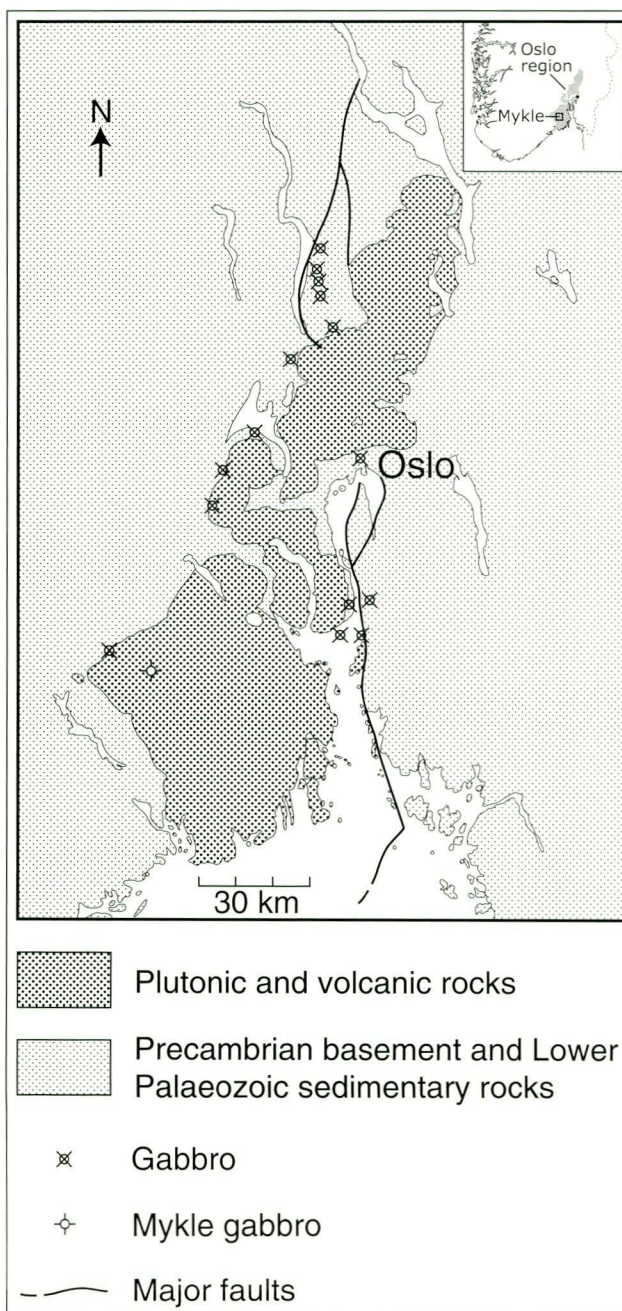 N
Oslo
region
Mykle
Oslo
30 km
Plutonic and volcanic rocks
Precambrian basement and Lower
Palaeozoic sedimentary rocks
Gabbro
Mykle gabbro
Major faults